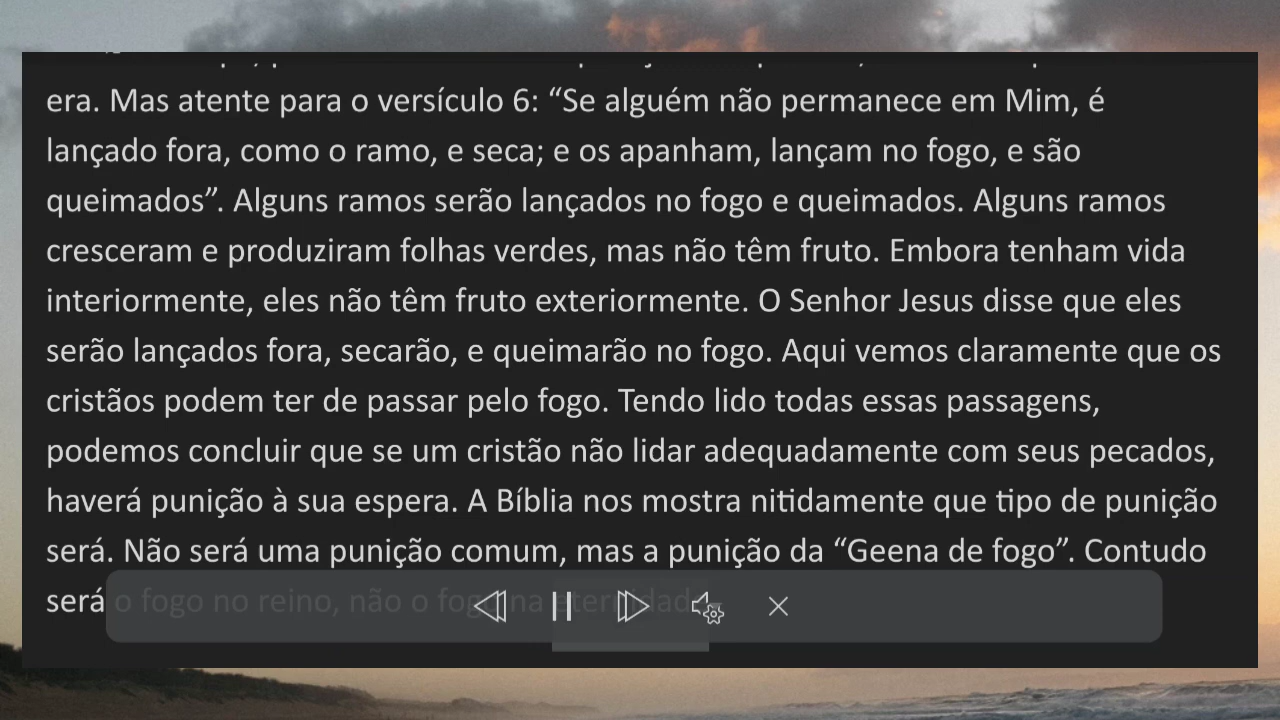 era. Mas atente para o versículo 6: “Se alguém não permanece em Mim, é
lançado fora, como o ramo, e seca; e os apanham, lançam no fogo, e são
queimados”. Alguns ramos serão lançados no fogo e queimados. Alguns ramos
cresceram e produziram folhas verdes, mas não têm fruto. Embora tenham vida
interiormente, eles não têm fruto exteriormente. O Senhor Jesus disse que eles
serão lançados fora, secarão, e queimarão no fogo. Aqui vemos claramente que os
cristãos podem ter de passar pelo fogo. Tendo lido todas essas passagens,
podemos concluir que se um cristão não lidar adequadamente com seus pecados,
haverá punição à sua espera. A Bíblia nos mostra nitidamente que tipo de punição
será. Não será uma punição comum, mas a punição da “Geena de fogo”. Contudo
será o fogo no reino, não o fogo na eternidade